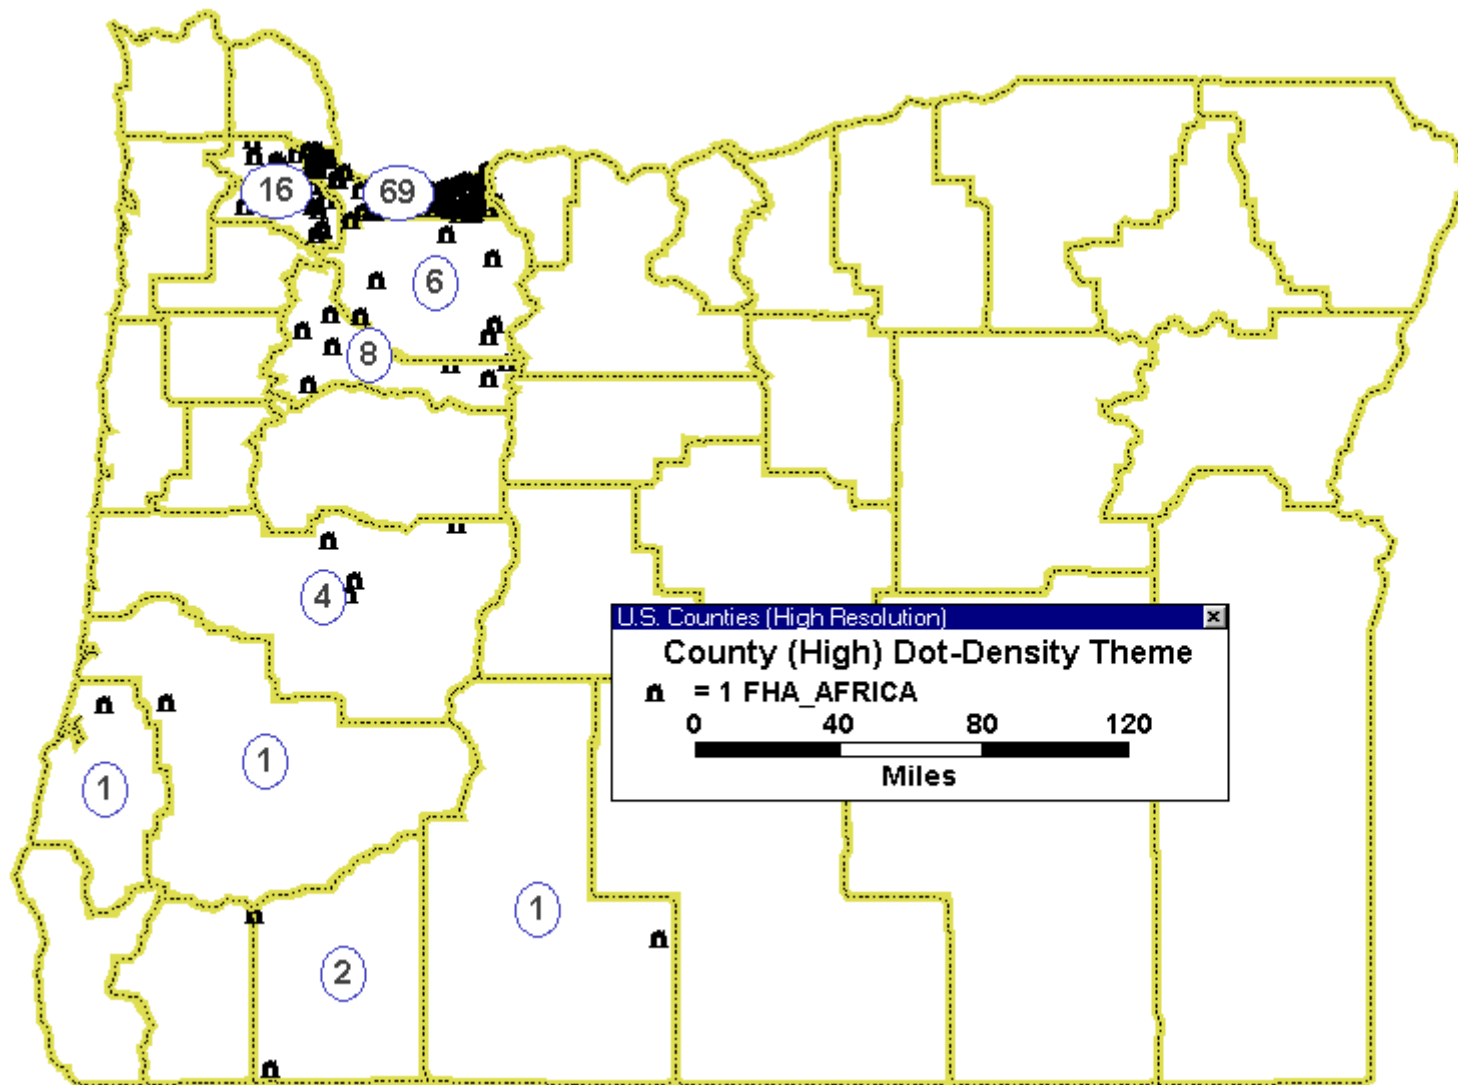 16
69
6
8
4
U.S. Counties (High Resolution)
County (High) Dot-Density Theme
= 1 FHA_AFRICA
0 40 80 120
Miles
1
1
1
2